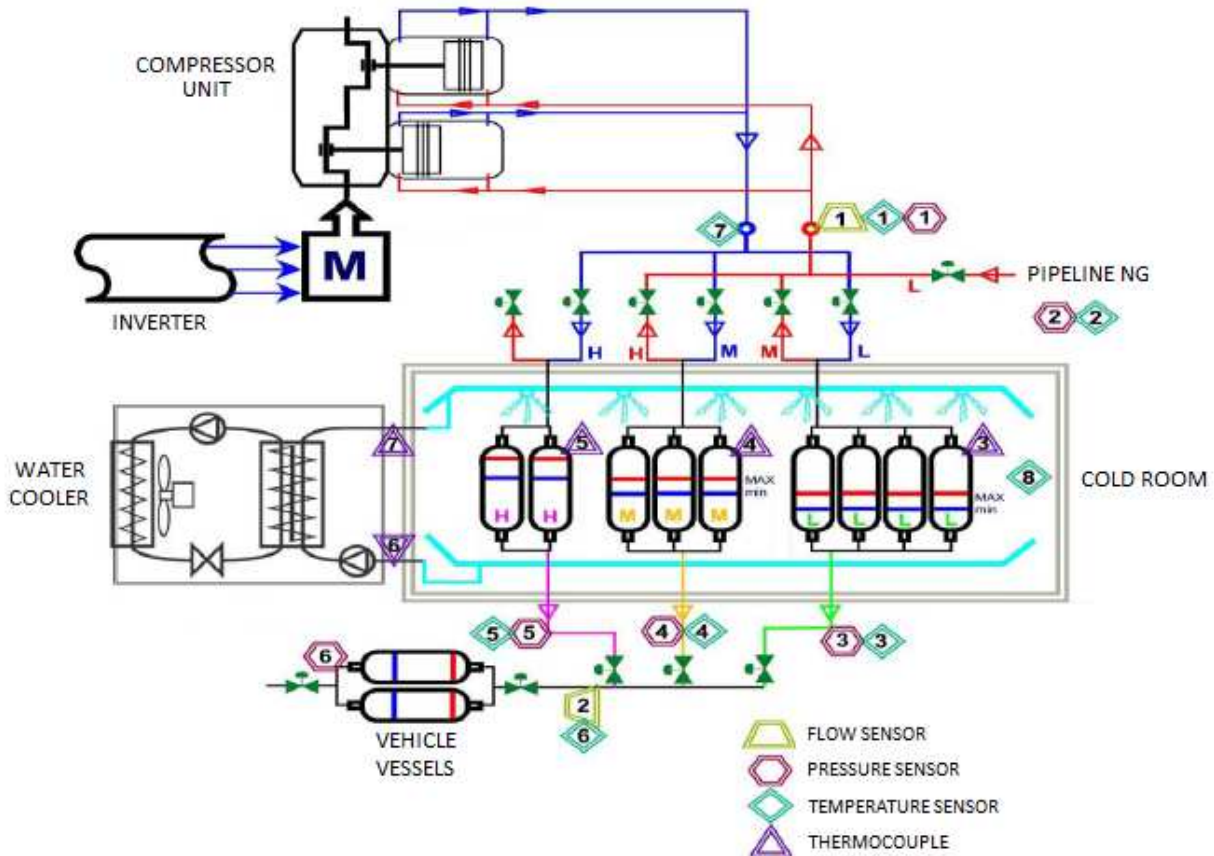 COMPRESSOR
UNIT
M
INVERTER
7
1 1 1
L
PIPELINE NG
2 2
H H M M L
WATER
COOLER
7
6
5
4
3
8
COLD ROOM
MAX
min
MAX
min
H H M M M L L L L
5 5 4 4 3 3
6
2
6
VEHICLE
VESSELS
FLOW SENSOR
PRESSURE SENSOR
TEMPERATURE SENSOR
THERMOCOUPLE